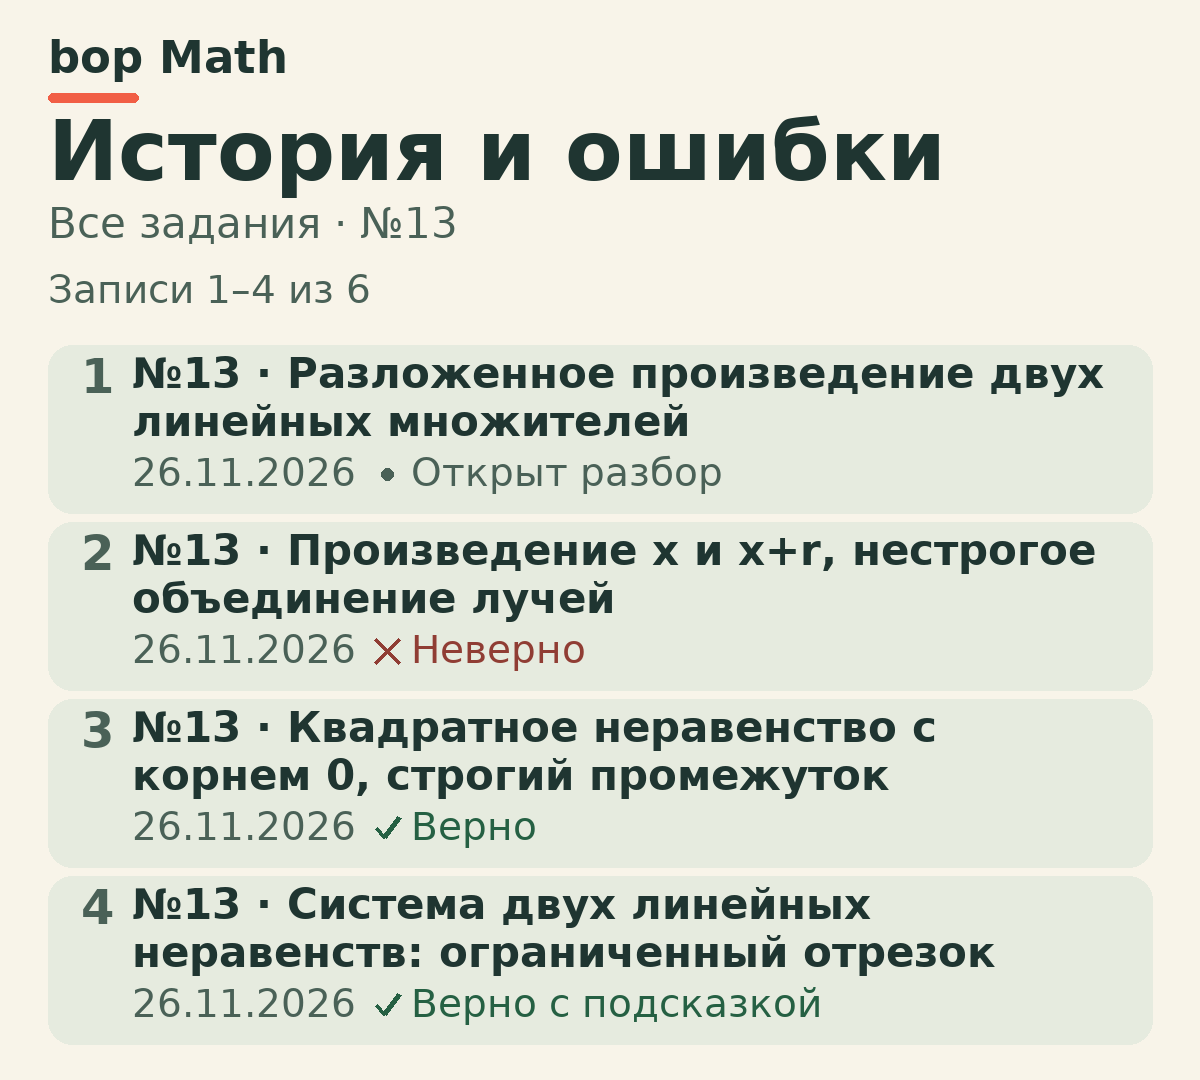 bop Math
История и ошибки
Все задания · №13
Записи 1–4 из 6
1 №13 · Разложенное произведение двух
линейных множителей
26.11.2026 • Открыт разбор
2 №13 · Произведение x и x+r, нестрогое
объединение лучей
26.11.2026 ✕ Неверно
3 №13 · Квадратное неравенство с
корнем 0, строгий промежуток
26.11.2026 ✓ Верно
4 №13 · Система двух линейных
неравенств: ограниченный отрезок
26.11.2026 ✓ Верно с подсказкой